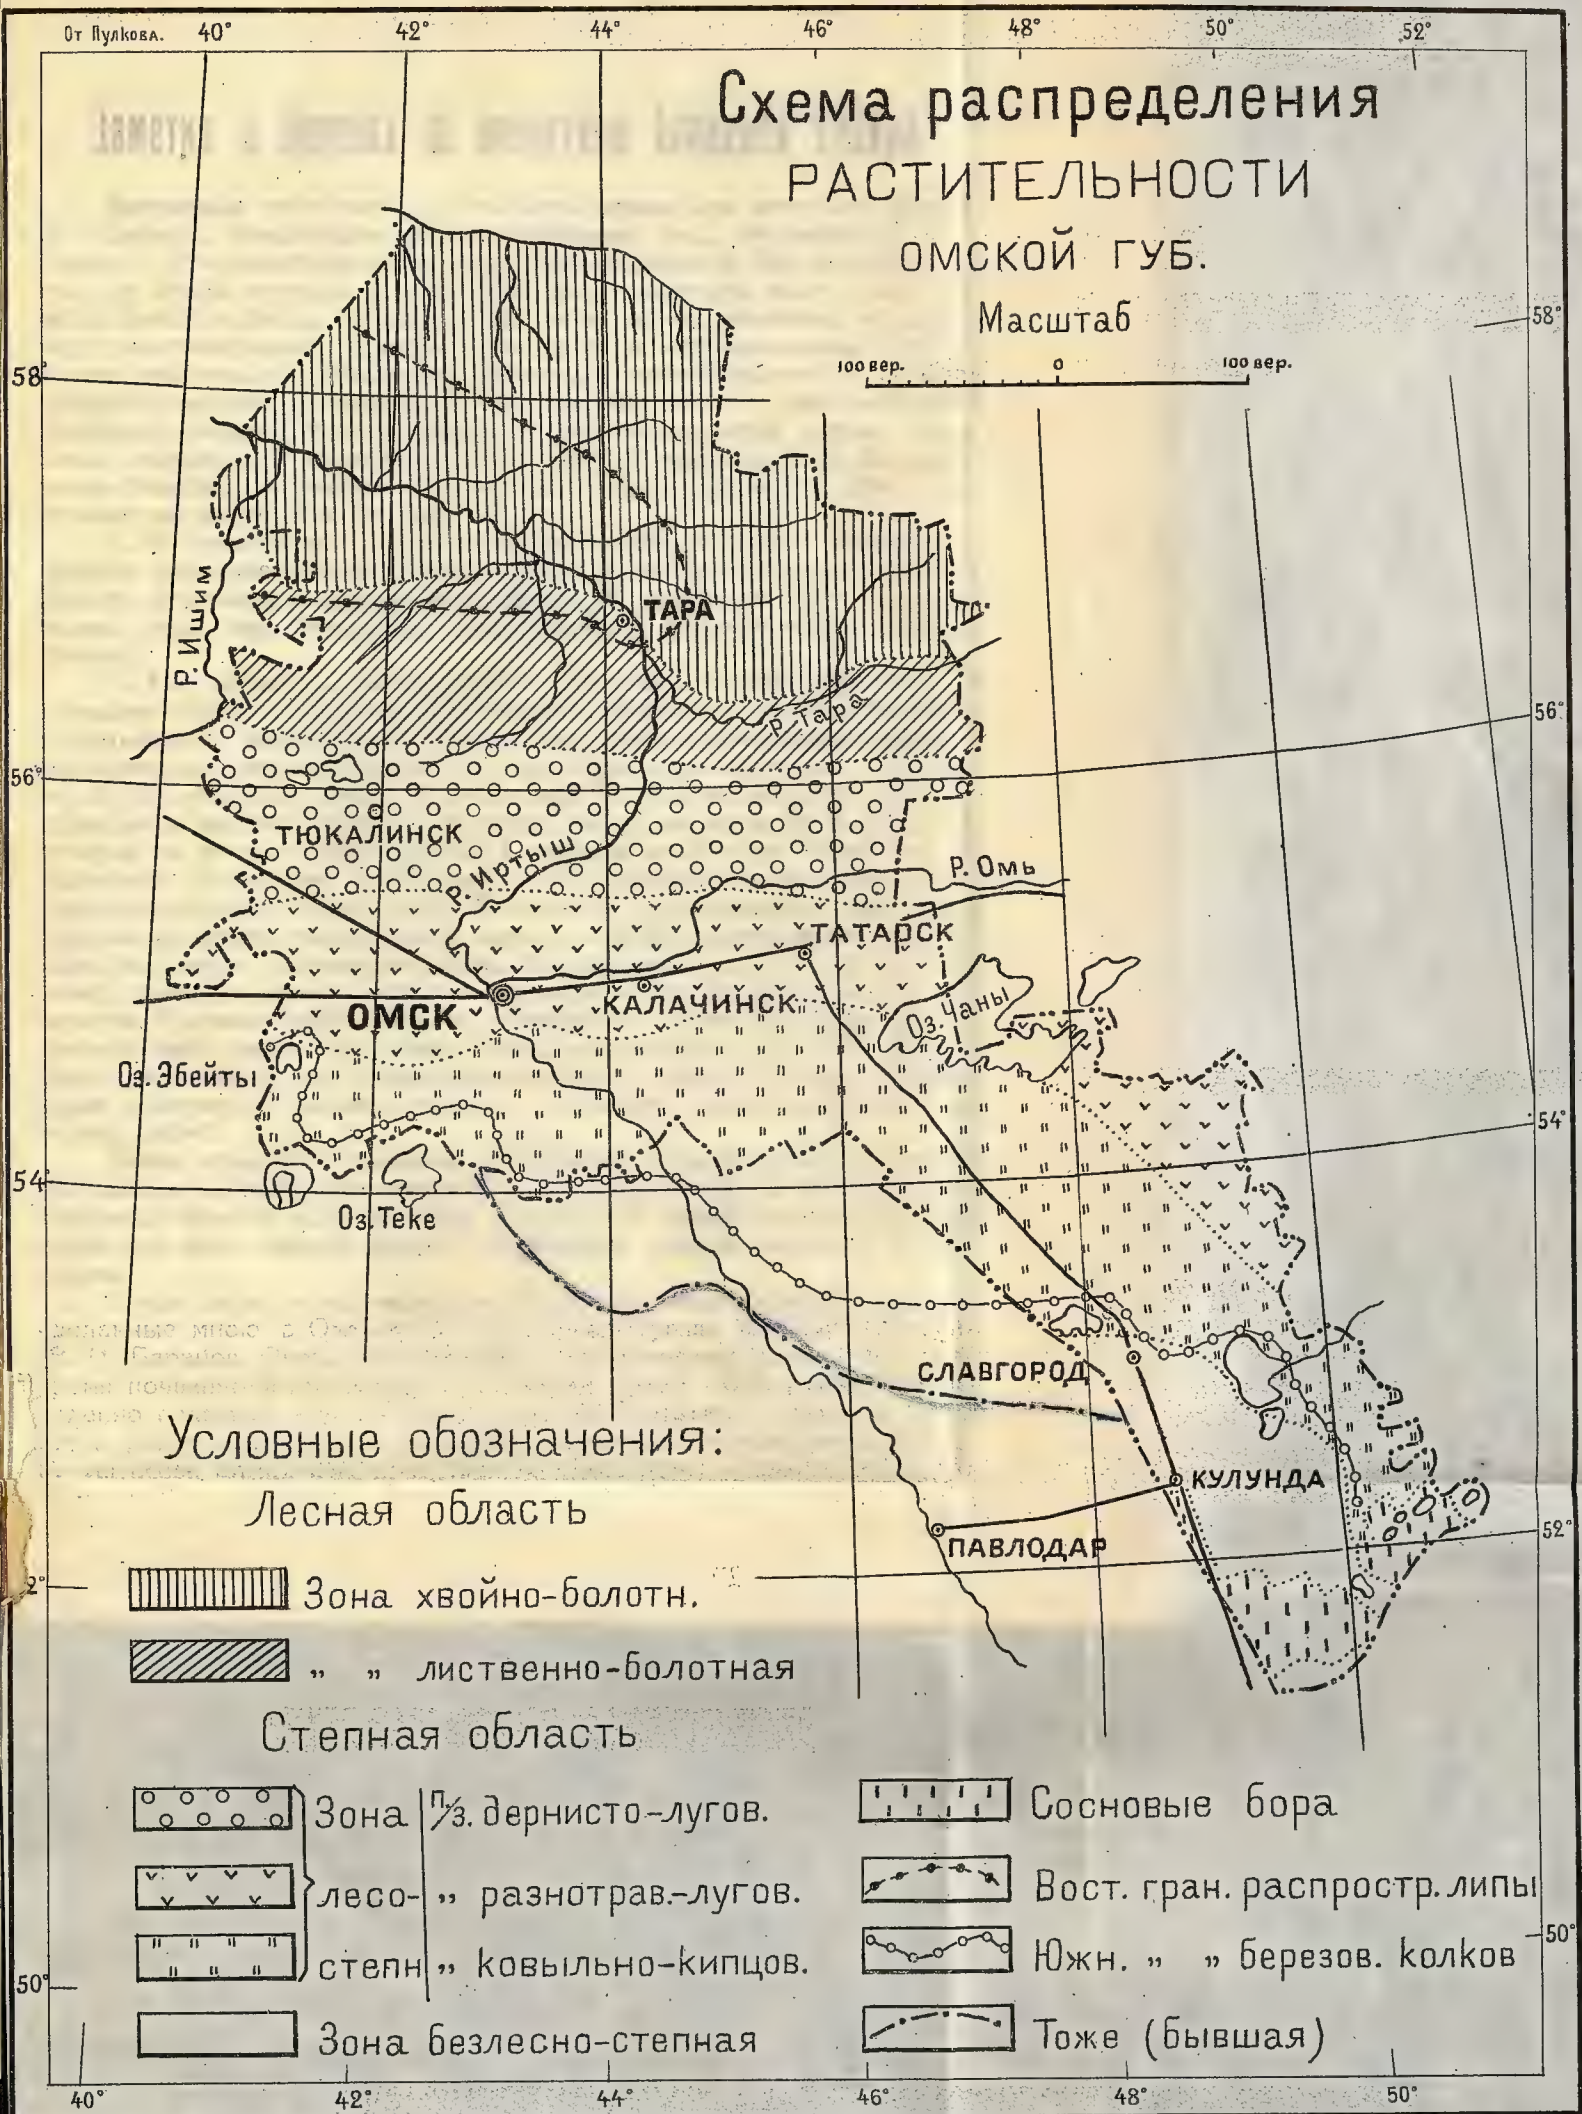 От Пулкова. 40° 42° 44° 46° 48° 50° 52°
Схема распределения
РАСТИТЕЛЬНОСТИ
ОМСКОЙ ГУБ.
Масштаб
100 вер. 0 100 вер.
58° 58°
Р. Ишим
ТАРА
Р. Тара
56° 56°
ТЮКАЛИНСК
Р. Иртыш
Р. Омь
ТАТАРСК
КАЛАЧИНСК
ОМСК
Оз. Чаны
Оз. Эбейты
54° 54°
Оз. Теке
СЛАВГОРОД
КУЛУНДА
ПАВЛОДАР
2° 52°
Условные обозначения:
Лесная область
Зона хвойно-болотн.
„ „ лиственно-болотная
Степная область
Зона П/з. дернисто-лугов.
лесо- „ разнотрав.-лугов.
степн „ ковыльно-кипцов.
Зона безлесно-степная
Сосновые бора
Вост. гран. распростр. липы
Южн. „ „ березов. колков
Тоже (бывшая)
50° 50°
40° 42° 44° 46° 48° 50°